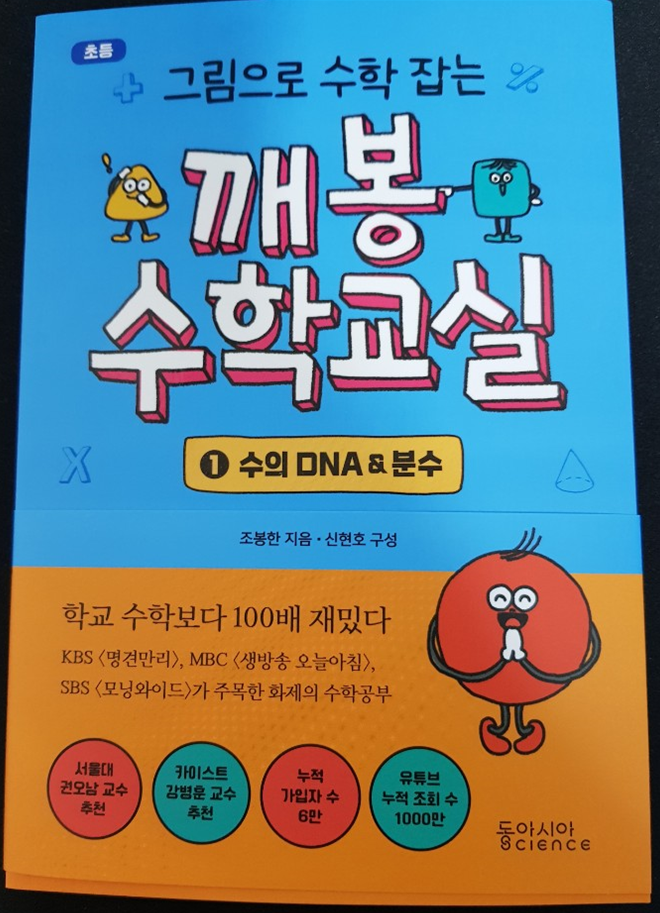 초등
그림으로 수학 잡는
깨봉
수학교실
1 수의 DNA & 분수
조봉한 지음 · 신현호 구성
학교 수학보다 100배 재밌다
KBS 〈명견만리〉, MBC 〈생방송 오늘아침〉,
SBS 〈모닝와이드〉가 주목한 화제의 수학공부
서울대
권오남 교수
추천
카이스트
강병훈 교수
추천
누적
가입자 수
6만
유튜브
누적 조회 수
1000만
동아시아
SCIENCE